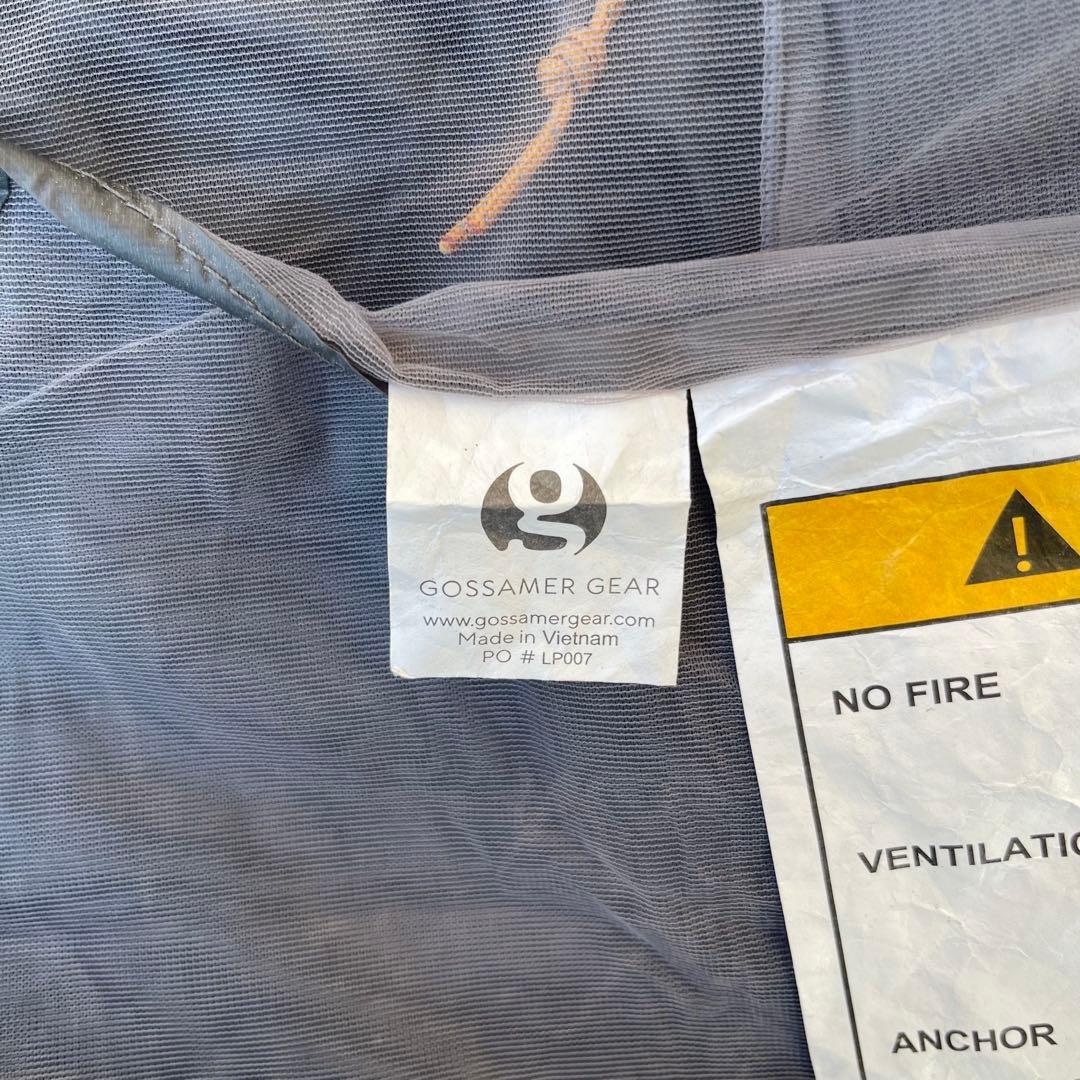 g
GOSSAMER GEAR
www.gossamergear.com
Made in Vietnam
PO # LP007
!
NO FIRE
ANCHOR